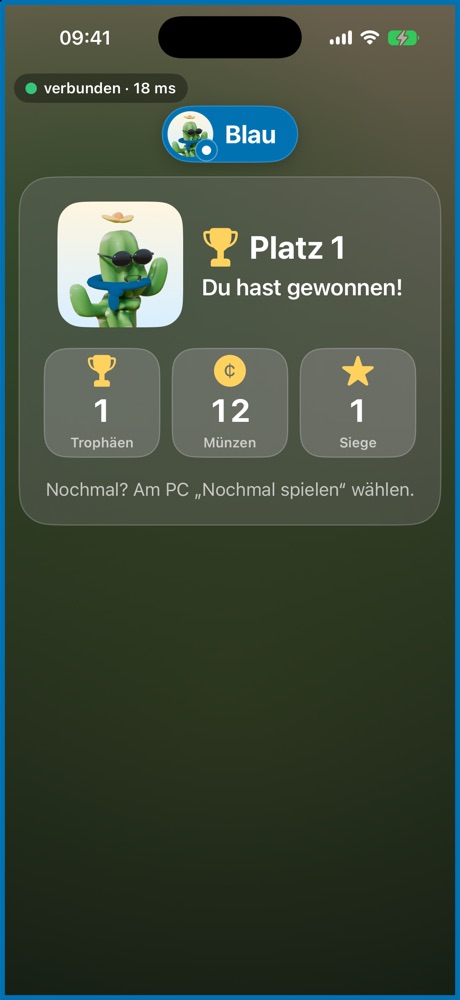 09:41
verbunden · 18 ms
Blau
Platz 1
Du hast gewonnen!
1
Trophäen
¢
12
Münzen
1
Siege
Nochmal? Am PC „Nochmal spielen“ wählen.